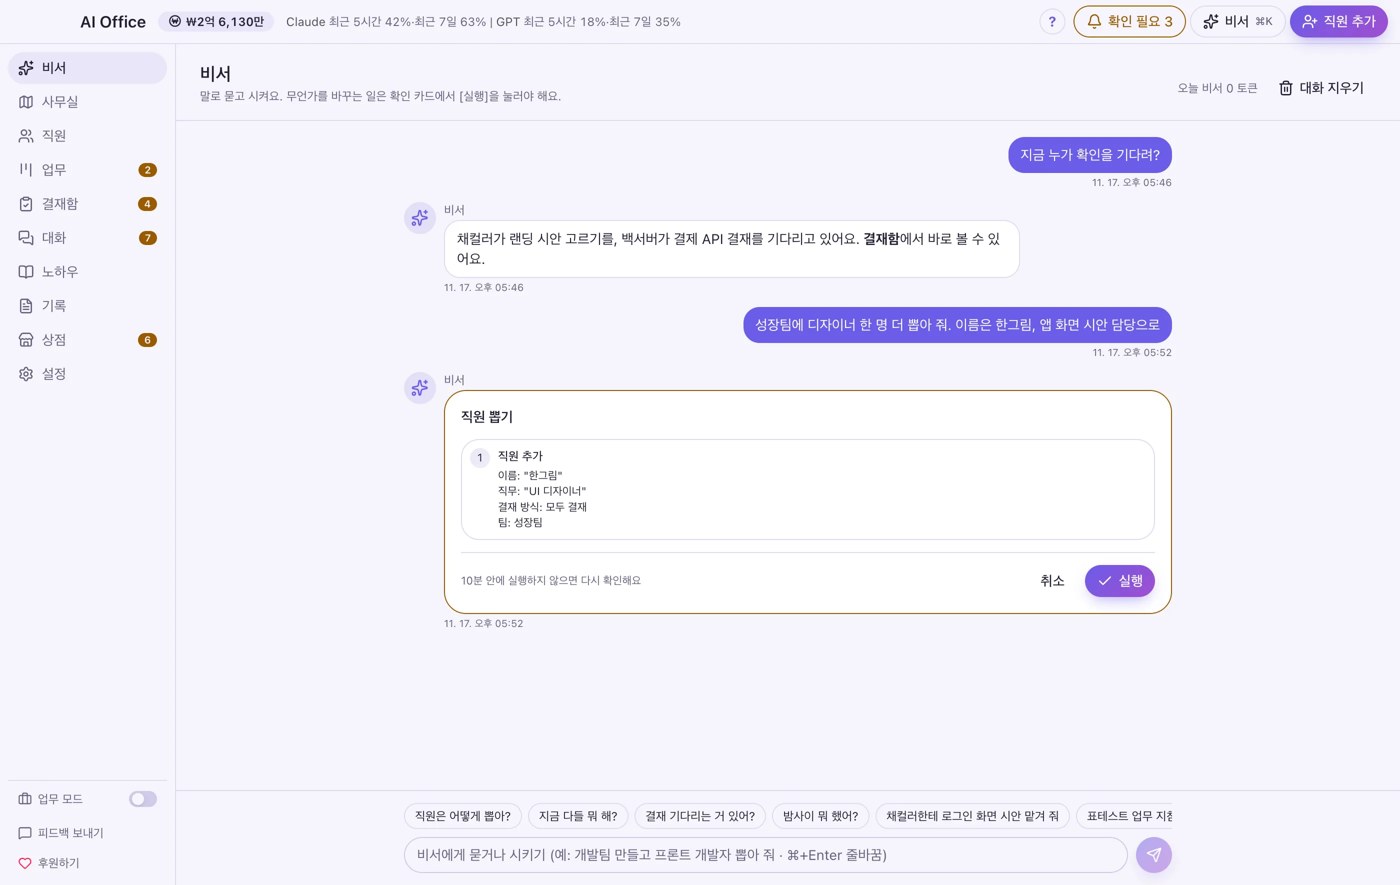 AI Office
₩2억 6,130만
Claude 최근 5시간 42%·최근 7일 63% | GPT 최근 5시간 18%·최근 7일 35%
?
확인 필요 3
비서 ⌘K
직원 추가
비서
사무실
직원
업무 2
결재함 4
대화 7
노하우
기록
상점 6
설정
업무 모드
피드백 보내기
후원하기
비서
말로 묻고 시켜요. 무언가를 바꾸는 일은 확인 카드에서 [실행]을 눌러야 해요.
오늘 비서 0 토큰
대화 지우기
지금 누가 확인을 기다려?
11. 17. 오후 05:46
비서
채컬러가 랜딩 시안 고르기를, 백서버가 결제 API 결재를 기다리고 있어요. 결재함에서 바로 볼 수 있
어요.
11. 17. 오후 05:46
성장팀에 디자이너 한 명 더 뽑아 줘. 이름은 한그림, 앱 화면 시안 담당으로
11. 17. 오후 05:52
비서
직원 뽑기
1 직원 추가
이름: "한그림"
직무: "UI 디자이너"
결재 방식: 모두 결재
팀: 성장팀
10분 안에 실행하지 않으면 다시 확인해요
취소
실행
11. 17. 오후 05:52
직원은 어떻게 뽑아?
지금 다들 뭐 해?
결재 기다리는 거 있어?
밤사이 뭐 했어?
채컬러한테 로그인 화면 시안 맡겨 줘
표테스트 업무 지
비서에게 묻거나 시키기 (예: 개발팀 만들고 프론트 개발자 뽑아 줘 · ⌘+Enter 줄바꿈)